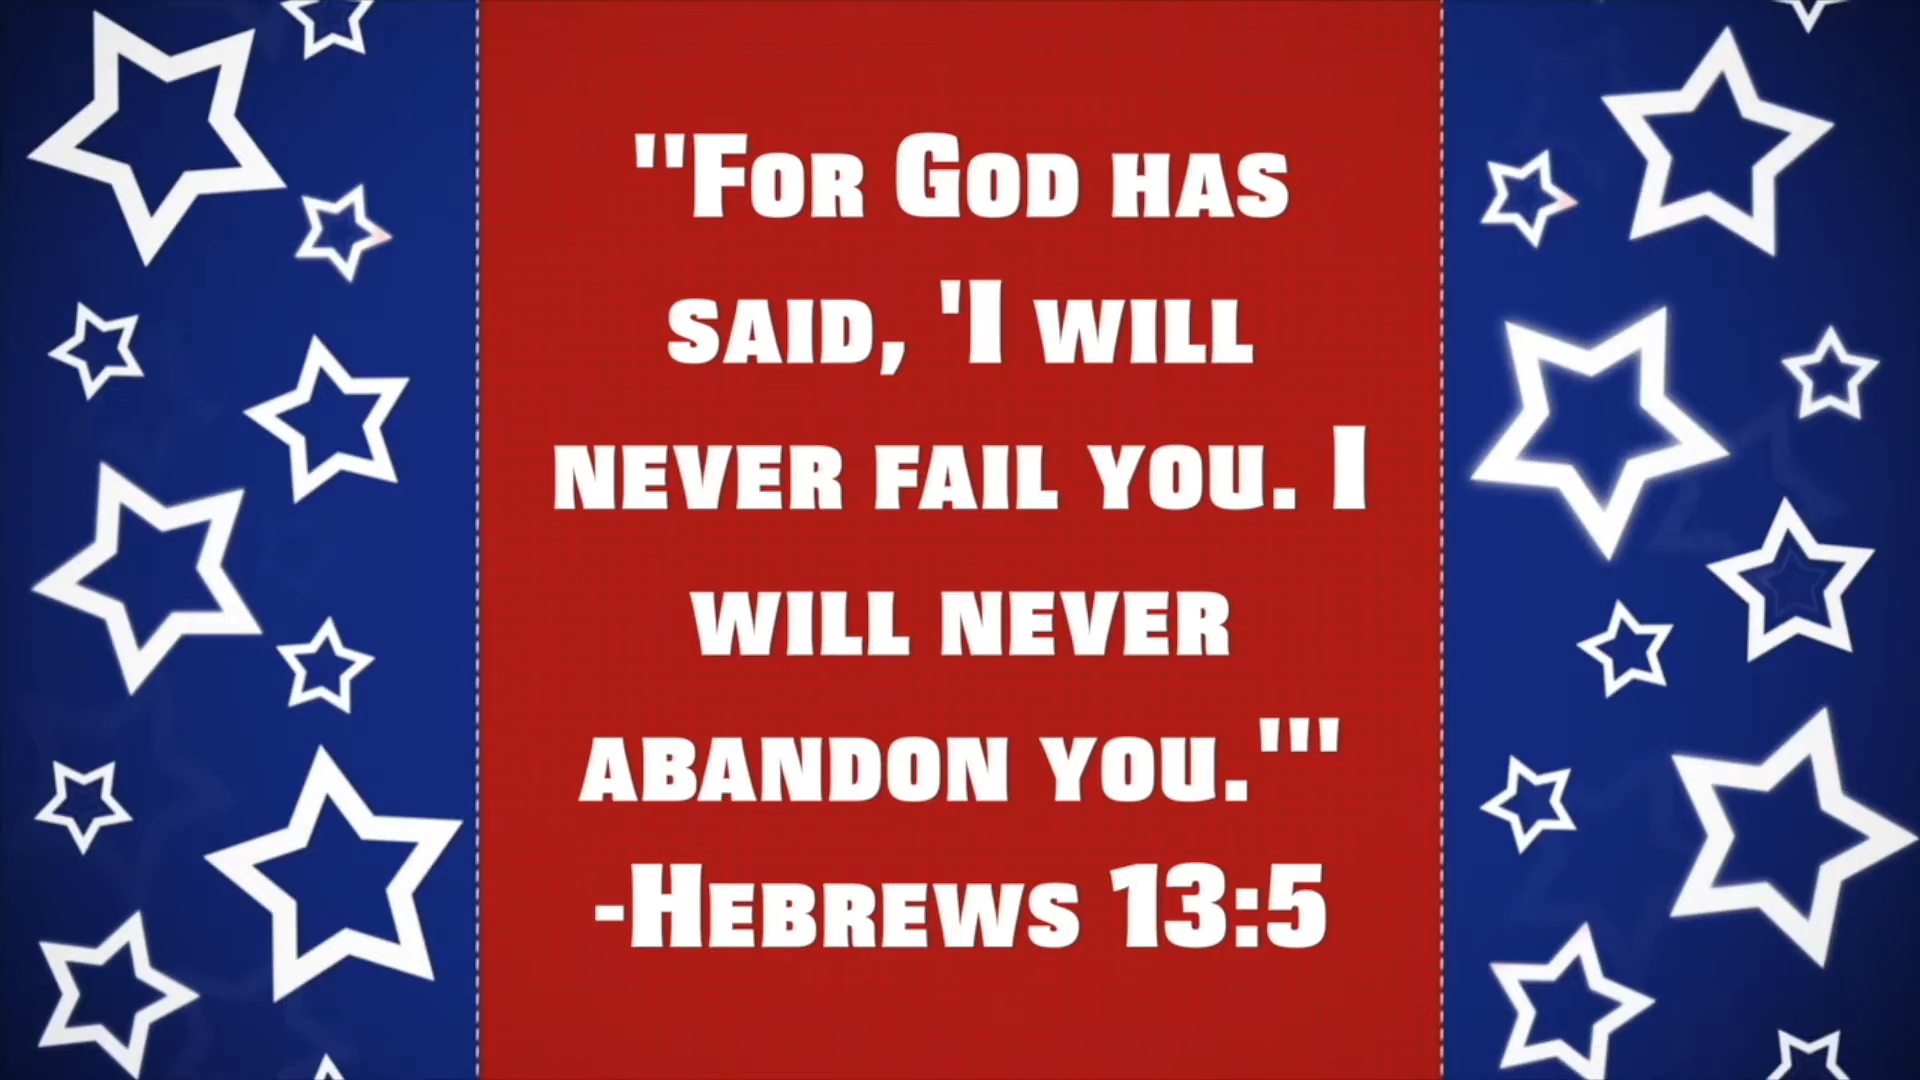 "For God has
said, 'I will
never fail you. I
will never
abandon you.'"
-Hebrews 13:5